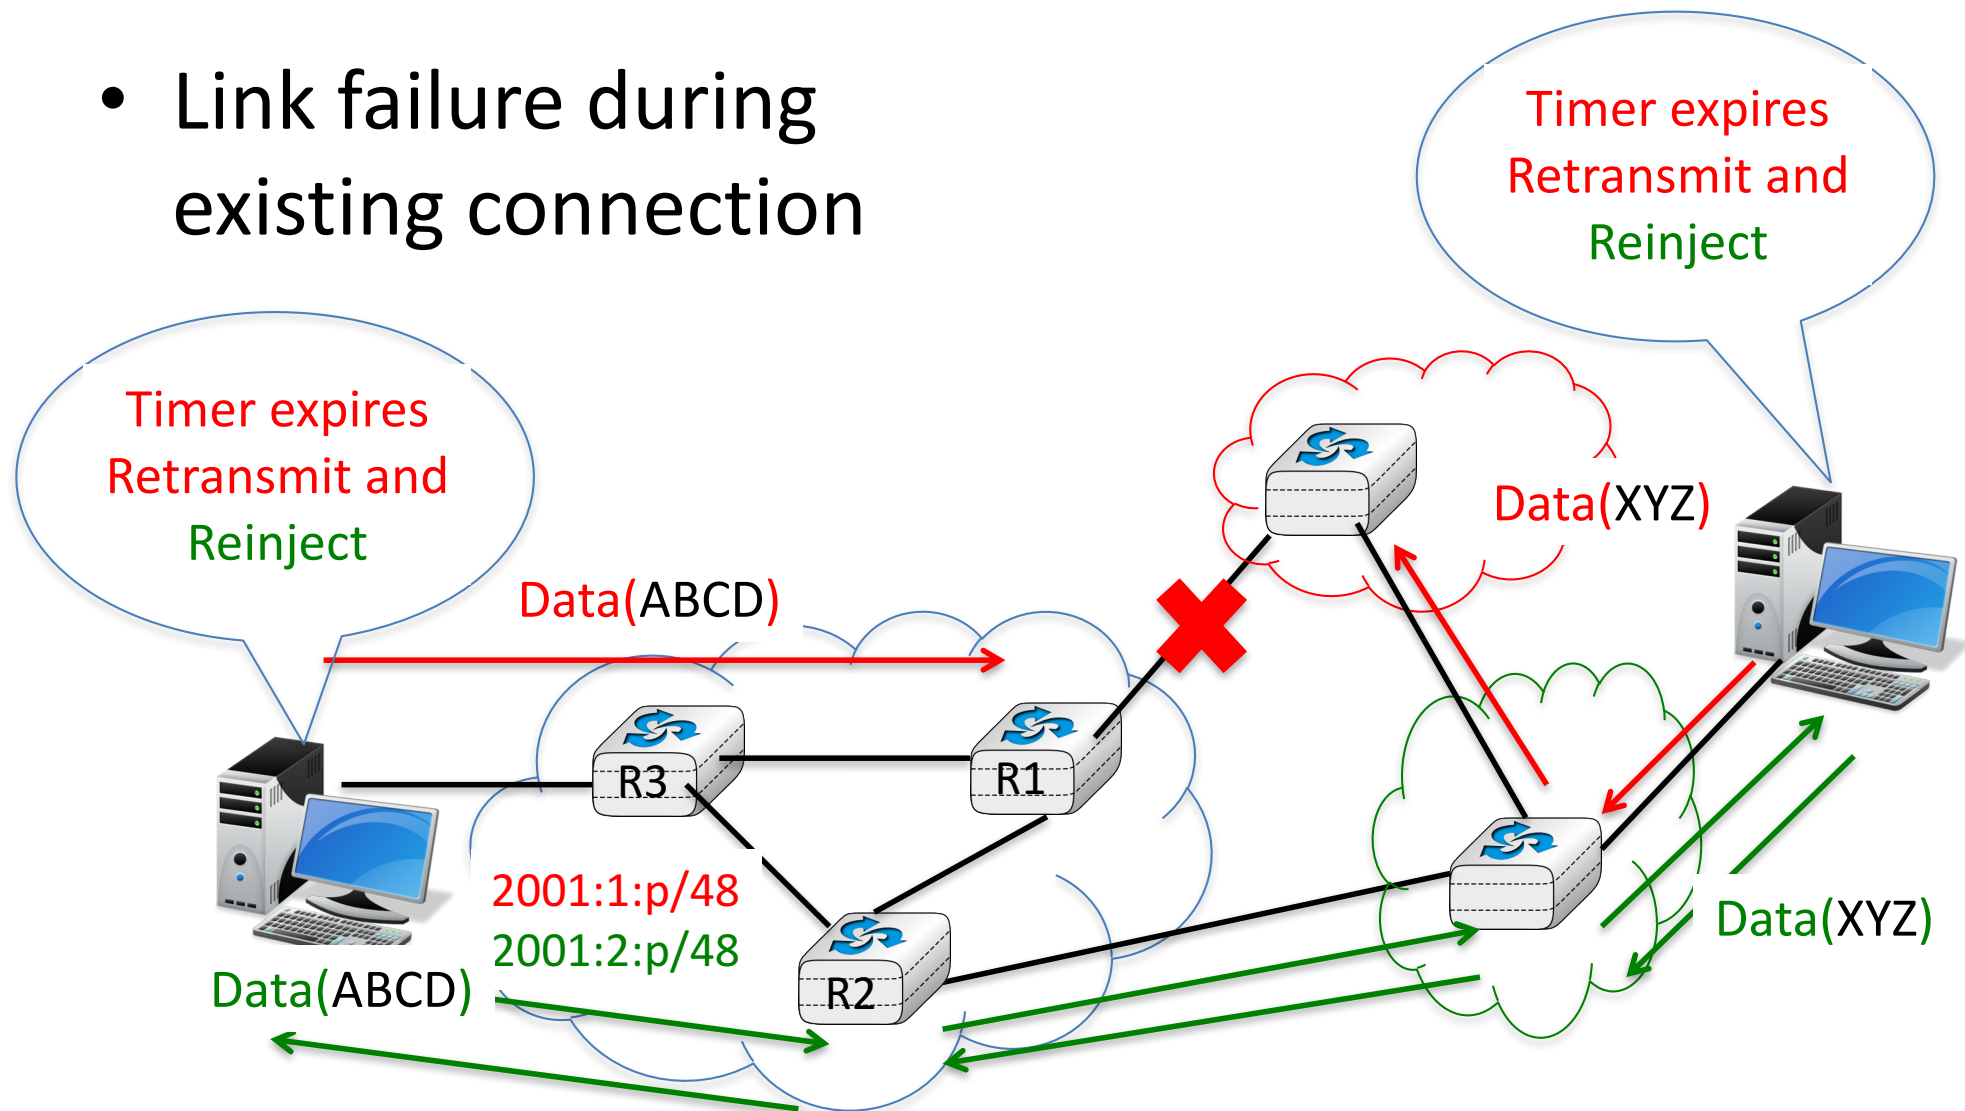 • Link failure during
existing connection
Timer expires
Retransmit and
Reinject
Timer expires
Retransmit and
Reinject
Data(XYZ)
Data(ABCD)
R3
R1
2001:1:p/48
2001:2:p/48
Data(XYZ)
Data(ABCD)
R2